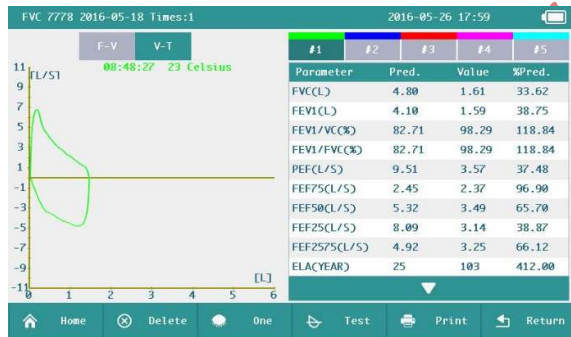 FVC 7778 2016-05-18 Times:1 2016-05-26 17:59
F-V V-T
08:48:27 23 Celsius
[L/S]
11
9
7
5
3
1
-1
-3
-5
-7
-9
-11
[L]
0 1 2 3 4 5 6
#1 #2 #3 #4 #5
Parameter Pred. Value %Pred.
FVC(L) 4.80 1.61 33.62
FEV1(L) 4.10 1.59 38.75
FEV1/VC(%) 82.71 98.29 118.84
FEV1/FVC(%) 82.71 98.29 118.84
PEF(L/S) 9.51 3.57 37.48
FEF75(L/S) 2.45 2.37 96.90
FEF50(L/S) 5.32 3.49 65.70
FEF25(L/S) 8.09 3.14 38.87
FEF2575(L/S) 4.92 3.25 66.12
ELA(YEAR) 25 103 412.00
Home Delete One Test Print Return